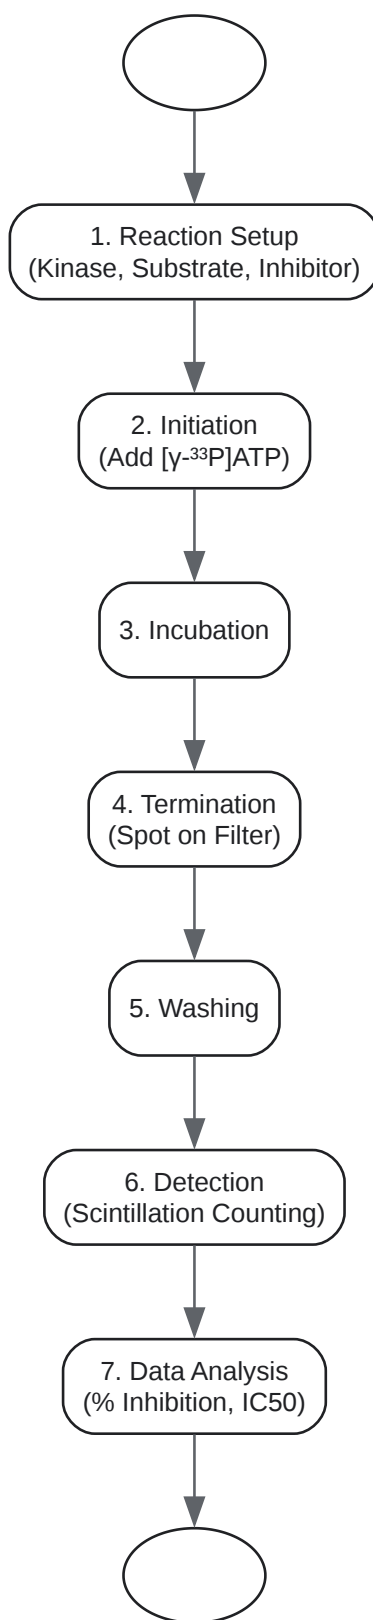 1. Reaction Setup
(Kinase, Substrate, Inhibitor)
2. Initiation
(Add [γ-³³P]ATP)
3. Incubation
4. Termination
(Spot on Filter)
5. Washing
6. Detection
(Scintillation Counting)
7. Data Analysis
(% Inhibition, IC50)